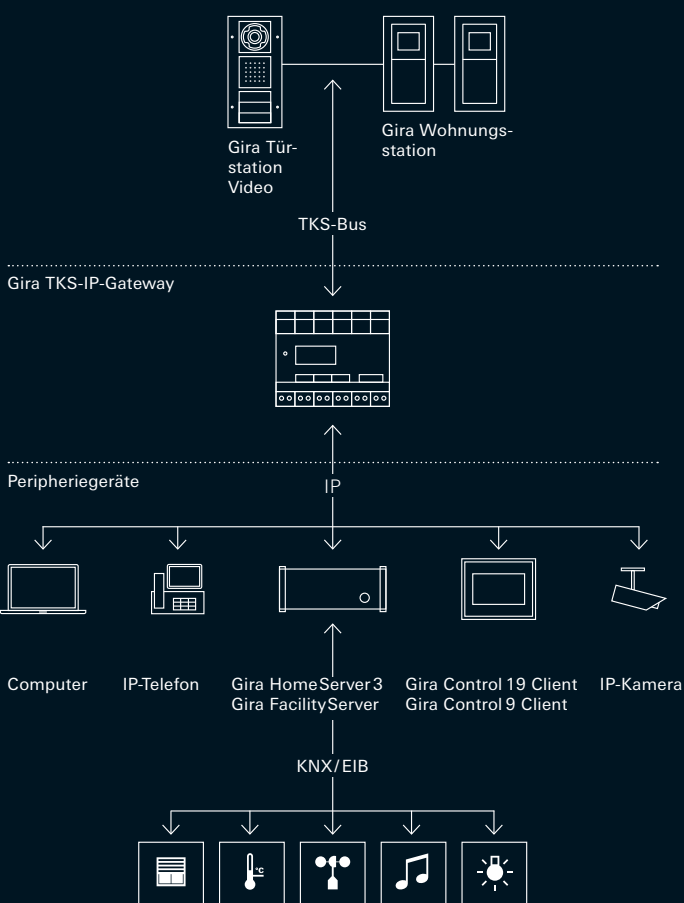 Gira Tür-
station
Video
Gira Wohnungs-
station
TKS-Bus
Gira TKS-IP-Gateway
Peripheriegeräte
IP
Computer
IP-Telefon
Gira HomeServer 3
Gira FacilityServer
Gira Control 19 Client
Gira Control 9 Client
IP-Kamera
KNX/EIB
°C